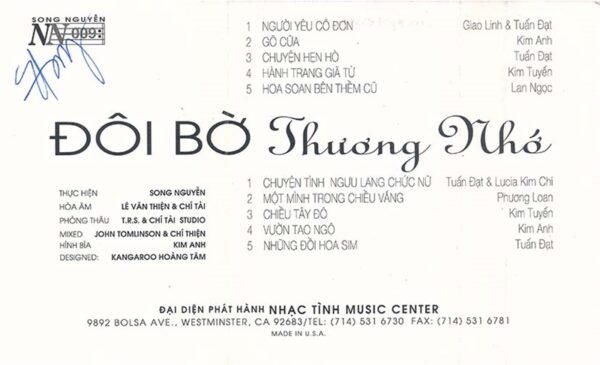 SONG NGUYỄN
NN 009:
1 NGƯỜI YÊU CÔ ĐƠN Giao Linh & Tuấn Đạt
2 GÕ CỬA Kim Anh
3 CHUYỆN HẸN HÒ Tuấn Đạt
4 HÀNH TRANG GIÃ TỪ Kim Tuyến
5 HOA SOAN BÊN THỀM CŨ Lan Ngọc
ĐÔI BỜ Thương Nhớ
1 CHUYỆN TÌNH NGƯU LANG CHỨC NỮ Tuấn Đạt & Lucia Kim Chi
2 MỘT MÌNH TRONG CHIỀU VẮNG Phương Loan
3 CHIỀU TÂY ĐÔ Kim Tuyến
4 VƯỜN TAO NGỘ Kim Anh
5 NHỮNG ĐỒI HOA SIM Tuấn Đạt
THỰC HIỆN SONG NGUYỄN
HÒA ÂM LÊ VĂN THIỆN & CHÍ TÀI
PHÒNG THÂU T.R.S. & CHÍ TÀI STUDIO
MIXED JOHN TOMLINSON & CHÍ THIỆN
HÌNH BÌA KIM ANH
DESIGNED: KANGAROO HOÀNG TÂM
ĐẠI DIỆN PHÁT HÀNH NHẠC TÌNH MUSIC CENTER
9892 BOLSA AVE., WESTMINSTER, CA 92683/TEL: (714) 531 6730 FAX: (714) 531 6781
MADE IN U.S.A.